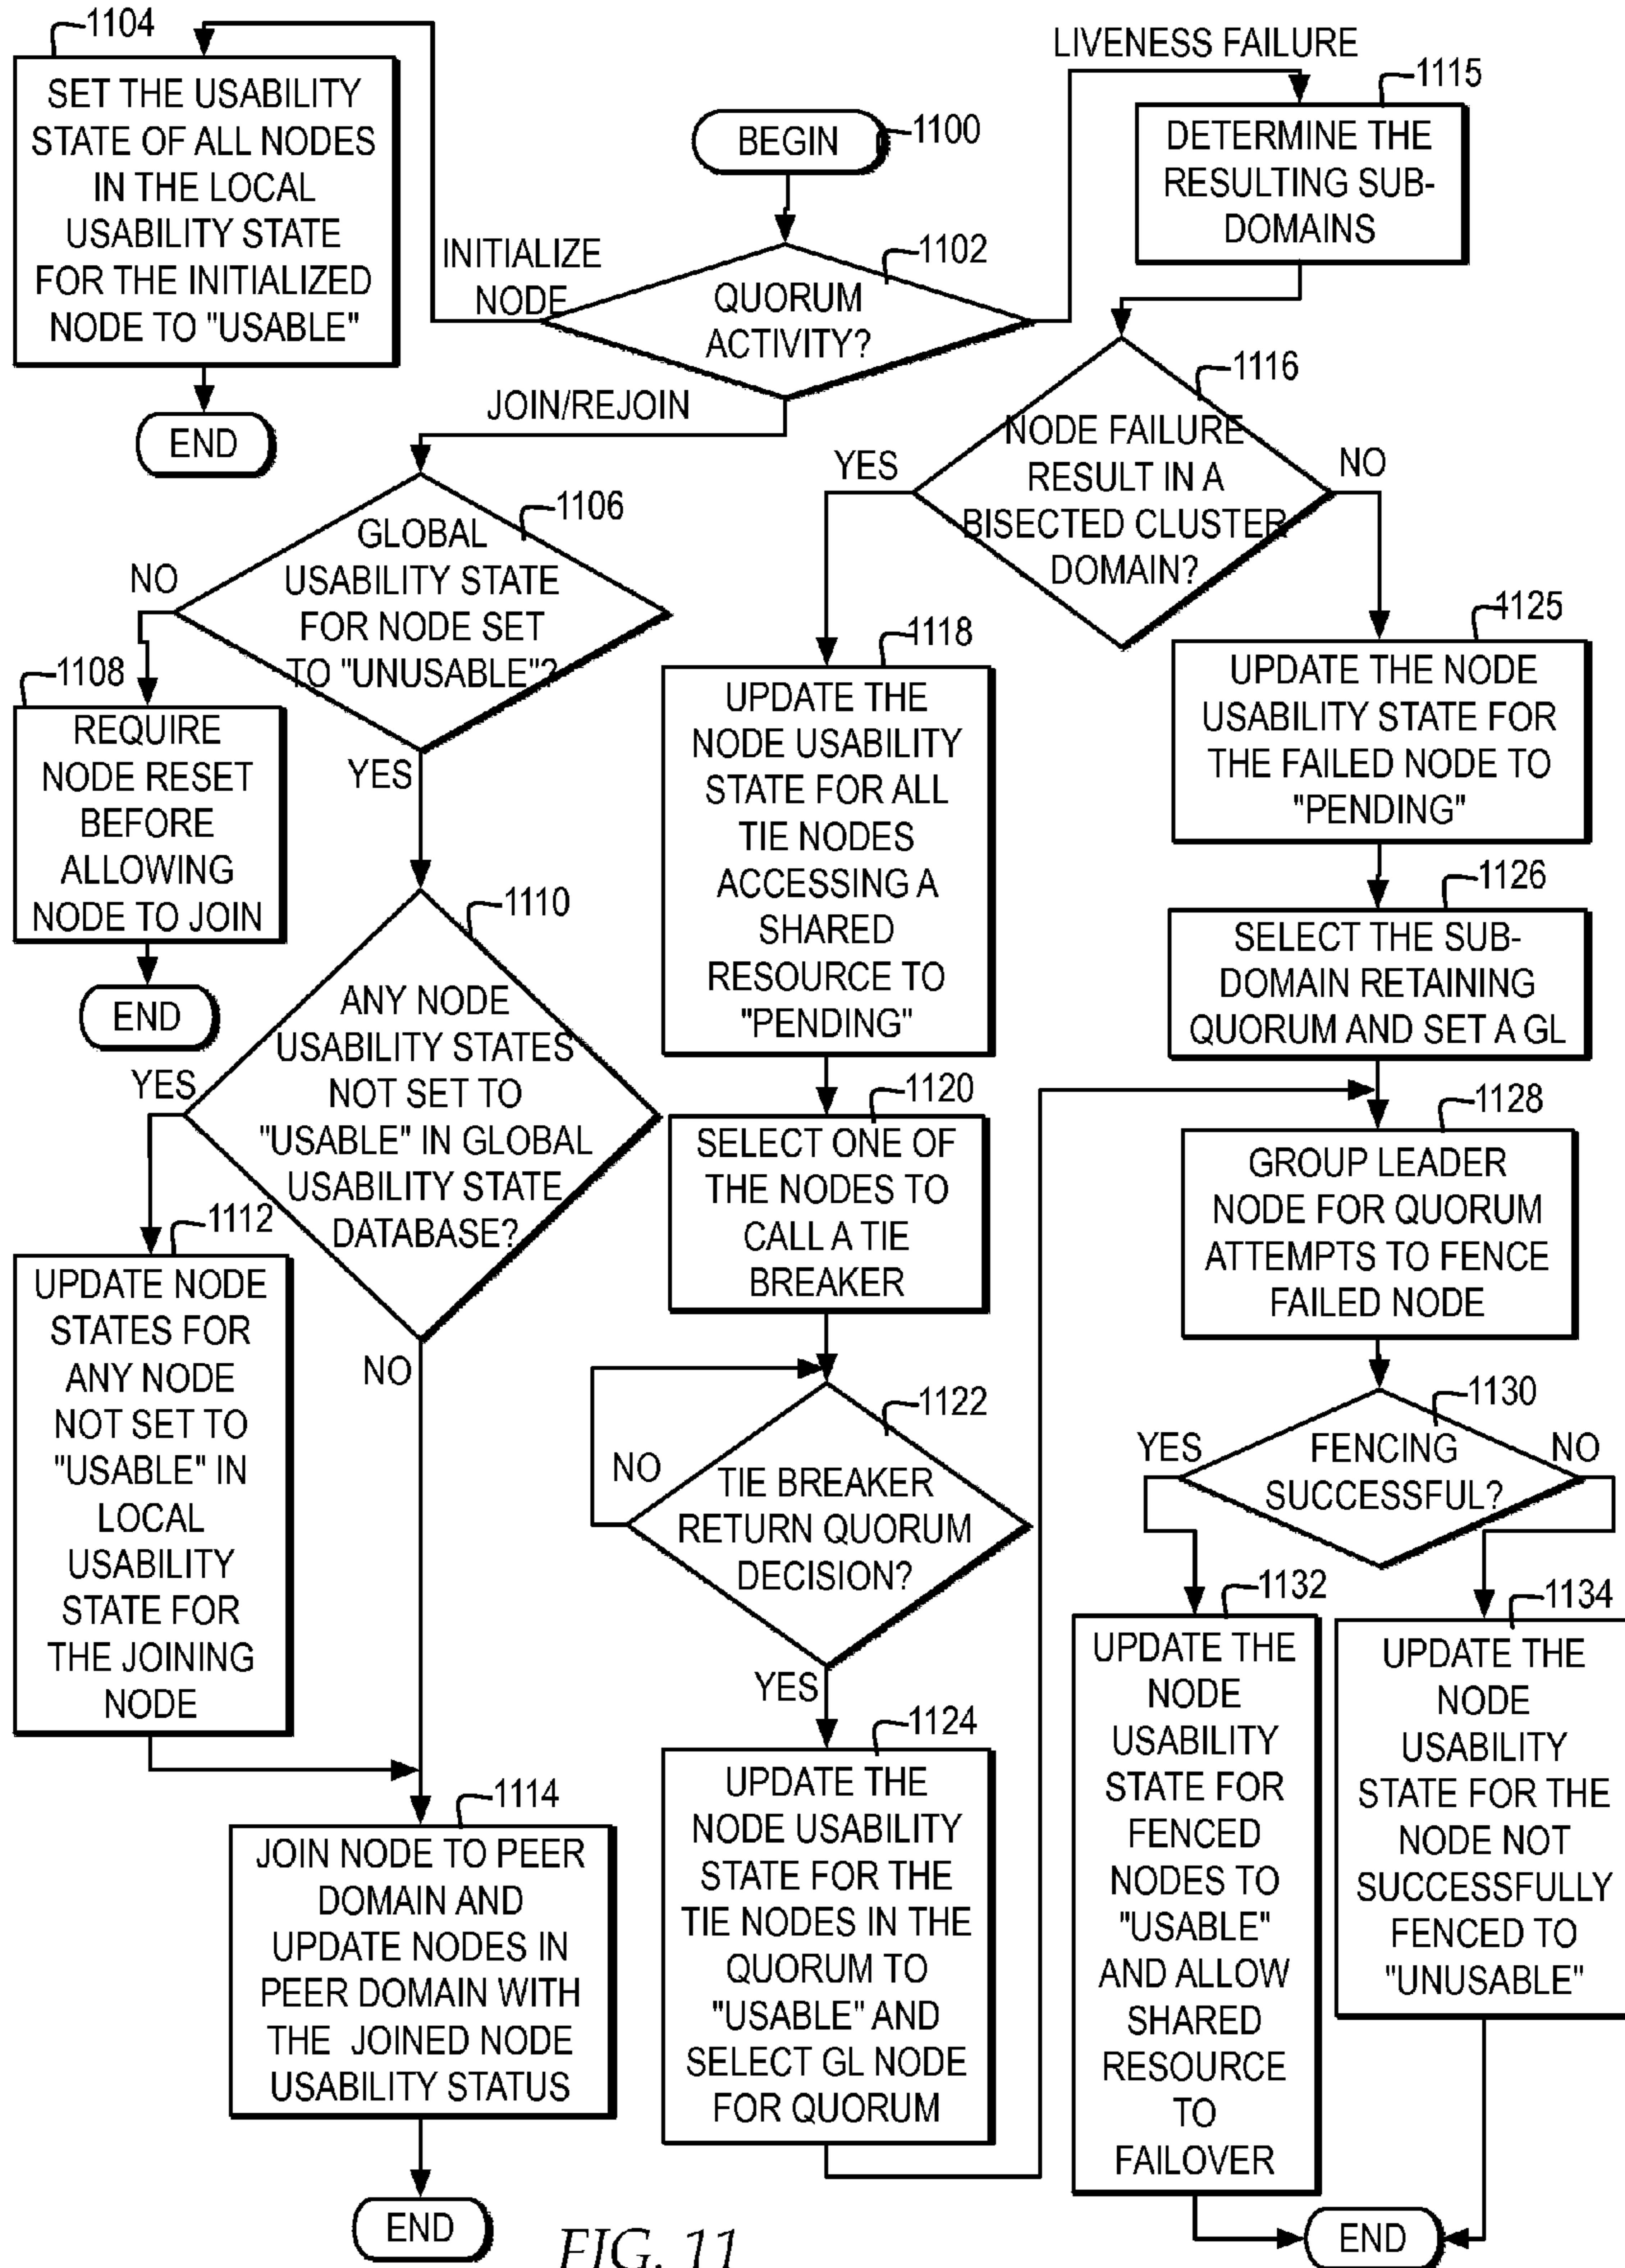 1104
SET THE USABILITY
STATE OF ALL NODES
IN THE LOCAL
USABILITY STATE
FOR THE INITIALIZED
NODE TO "USABLE"
END
BEGIN
1100
LIVENESS FAILURE
1115
DETERMINE THE
RESULTING SUB-
DOMAINS
INITIALIZE
NODE
1102
QUORUM
ACTIVITY?
JOIN/REJOIN
1106
GLOBAL
USABILITY STATE
FOR NODE SET
TO "UNUSABLE"?
NO
YES
1108
REQUIRE
NODE RESET
BEFORE
ALLOWING
NODE TO JOIN
END
1110
ANY NODE
USABILITY STATES
NOT SET TO
"USABLE" IN GLOBAL
USABILITY STATE
DATABASE?
YES
NO
1112
UPDATE NODE
STATES FOR
ANY NODE
NOT SET TO
"USABLE" IN
LOCAL
USABILITY
STATE FOR
THE JOINING
NODE
1114
JOIN NODE TO PEER
DOMAIN AND
UPDATE NODES IN
PEER DOMAIN WITH
THE JOINED NODE
USABILITY STATUS
END
1116
NODE FAILURE
RESULT IN A
BISECTED CLUSTER
DOMAIN?
YES
NO
1118
UPDATE THE
NODE USABILITY
STATE FOR ALL
TIE NODES
ACCESSING A
SHARED
RESOURCE TO
"PENDING"
1120
SELECT ONE OF
THE NODES TO
CALL A TIE
BREAKER
1122
TIE BREAKER
RETURN QUORUM
DECISION?
NO
YES
1124
UPDATE THE
NODE USABILITY
STATE FOR THE
TIE NODES IN THE
QUORUM TO
"USABLE" AND
SELECT GL NODE
FOR QUORUM
1125
UPDATE THE NODE
USABILITY STATE FOR
THE FAILED NODE TO
"PENDING"
1126
SELECT THE SUB-
DOMAIN RETAINING
QUORUM AND SET A GL
1128
GROUP LEADER
NODE FOR QUORUM
ATTEMPTS TO FENCE
FAILED NODE
1130
FENCING
SUCCESSFUL?
YES
NO
1132
UPDATE THE
NODE
USABILITY
STATE FOR
FENCED
NODES TO
"USABLE"
AND ALLOW
SHARED
RESOURCE
TO
FAILOVER
1134
UPDATE THE
NODE
USABILITY
STATE FOR THE
NODE NOT
SUCCESSFULLY
FENCED TO
"UNUSABLE"
END
FIG. 11